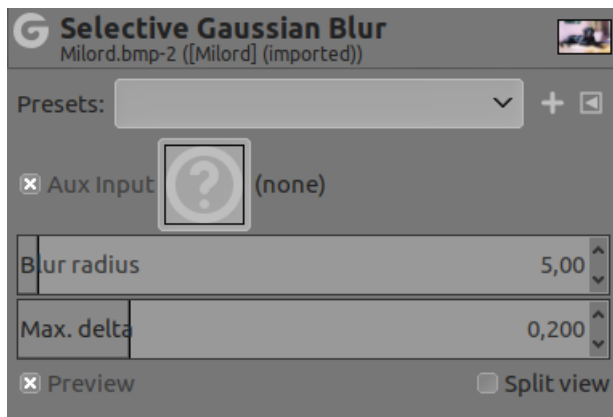 Selective Gaussian Blur
Milord.bmp-2 ([Milord] (imported))
Presets:
Aux Input (none)
Blur radius 5,00
Max. delta 0,200
Preview Split view